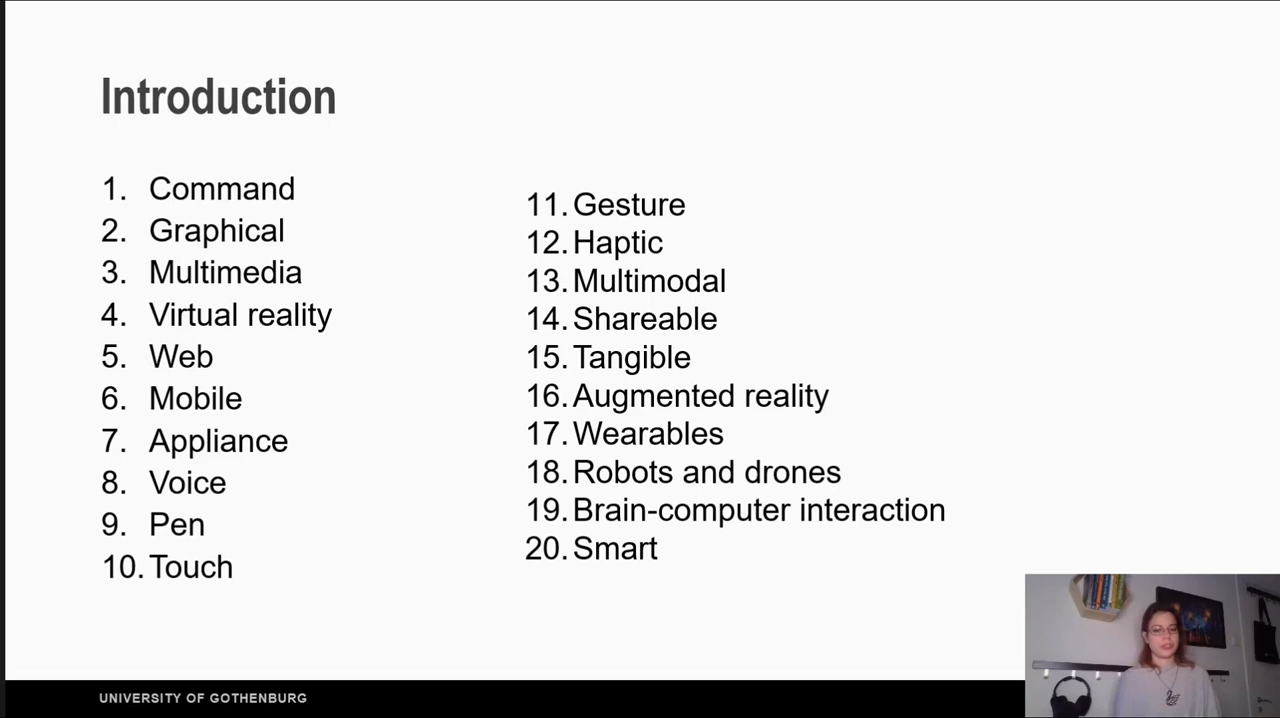 Introduction
1. Command
2. Graphical
3. Multimedia
4. Virtual reality
5. Web
6. Mobile
7. Appliance
8. Voice
9. Pen
10. Touch
11. Gesture
12. Haptic
13. Multimodal
14. Shareable
15. Tangible
16. Augmented reality
17. Wearables
18. Robots and drones
19. Brain-computer interaction
20. Smart
UNIVERSITY OF GOTHENBURG